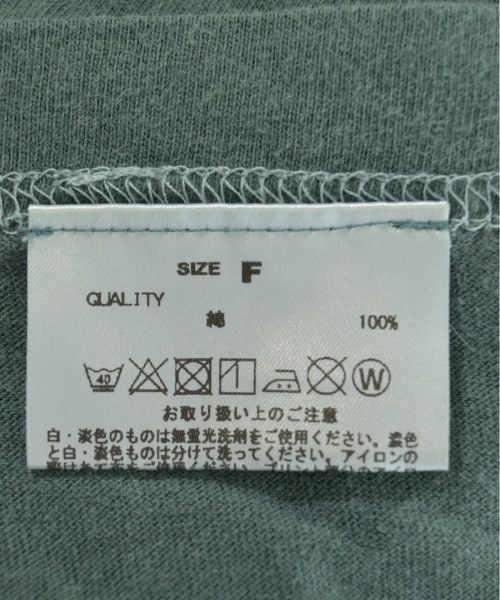 SIZE F
QUALITY
綿 100%
40 W
お取り扱い上のご注意
白・淡色のものは無蛍光洗剤をご使用ください。濃色
と白・淡色ものは分けて洗ってください。アイロンの